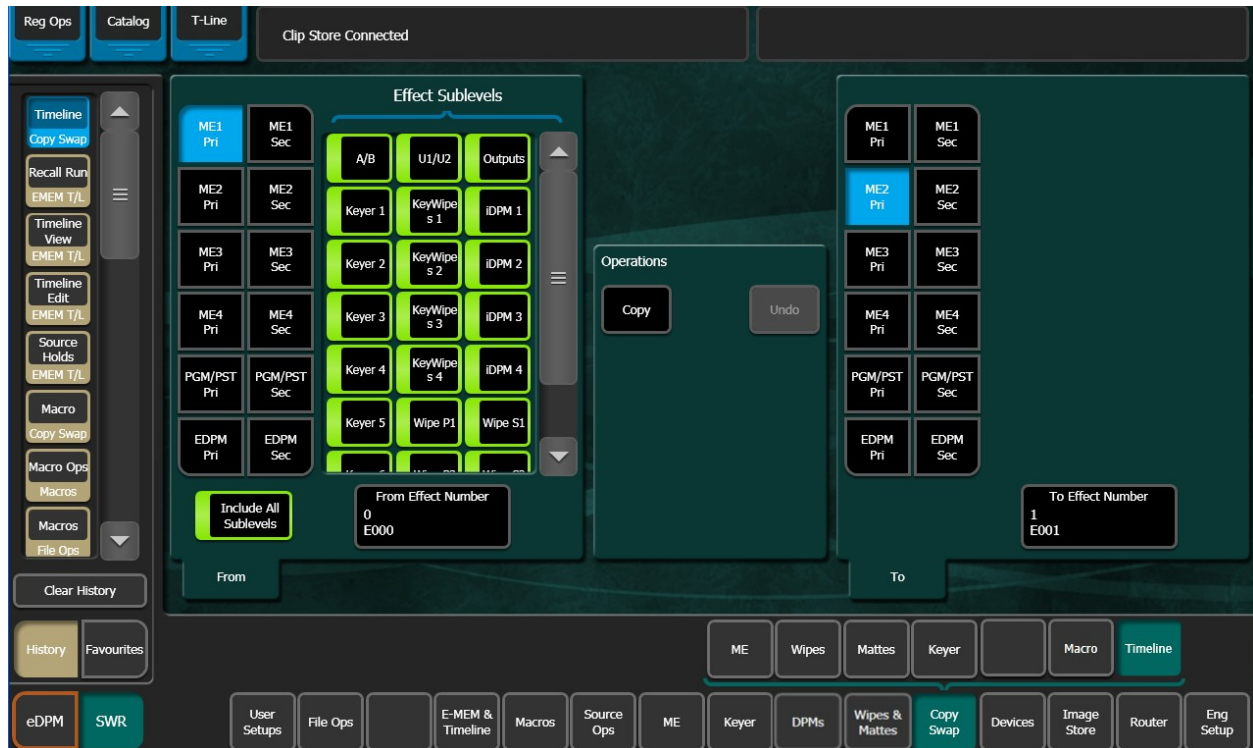 Reg Ops
Catalog
T-Line
Clip Store Connected
Timeline
Copy Swap
Recall Run
EMEM T/L
Timeline
View
EMEM T/L
Timeline
Edit
EMEM T/L
Source
Holds
EMEM T/L
Macro
Copy Swap
Macro Ops
Macros
Macros
File Ops
Clear History
History
Favourites
ME1
Pri
ME1
Sec
ME2
Pri
ME2
Sec
ME3
Pri
ME3
Sec
ME4
Pri
ME4
Sec
PGM/PST
Pri
PGM/PST
Sec
EDPM
Pri
EDPM
Sec
Include All
Sublevels
Effect Sublevels
A/B
U1/U2
Outputs
Keyer 1
KeyWipe
s 1
iDPM 1
Keyer 2
KeyWipe
s 2
iDPM 2
Keyer 3
KeyWipe
s 3
iDPM 3
Keyer 4
KeyWipe
s 4
iDPM 4
Keyer 5
Wipe P1
Wipe S1
From Effect Number
0
E000
From
Operations
Copy
Undo
ME1
Pri
ME1
Sec
ME2
Pri
ME2
Sec
ME3
Pri
ME3
Sec
ME4
Pri
ME4
Sec
PGM/PST
Pri
PGM/PST
Sec
EDPM
Pri
EDPM
Sec
To Effect Number
1
E001
To
ME
Wipes
Mattes
Keyer
Macro
Timeline
eDPM
SWR
User
Setups
File Ops
E-MEM &
Timeline
Macros
Source
Ops
ME
Keyer
DPMs
Wipes &
Mattes
Copy
Swap
Devices
Image
Store
Router
Eng
Setup